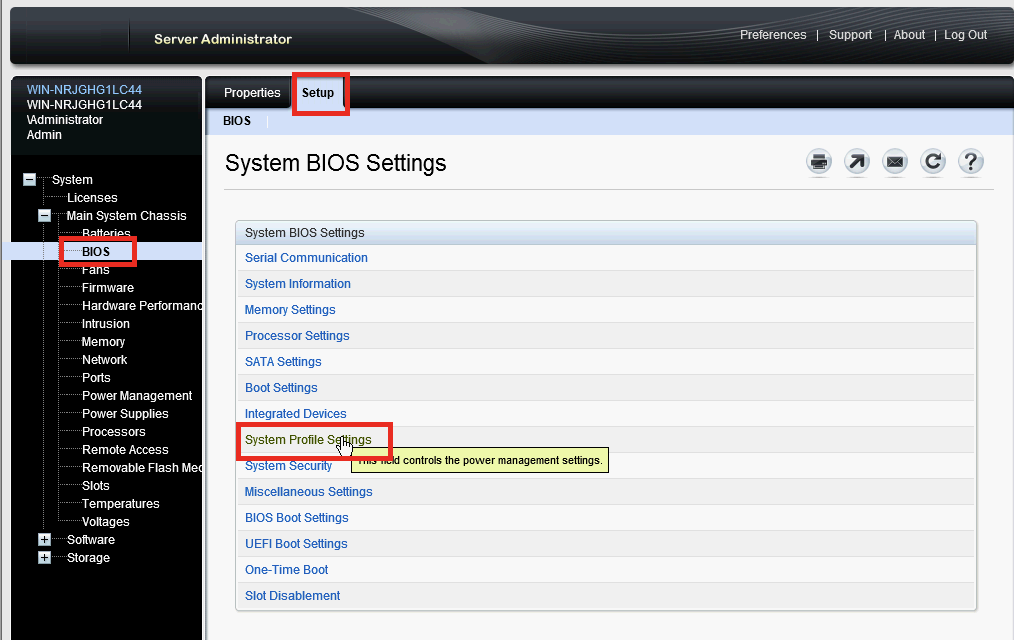 Server Administrator
Preferences | Support | About | Log Out
WIN-NRJGHG1LC44
WIN-NRJGHG1LC44
\Administrator
Admin
Properties
Setup
BIOS
System BIOS Settings
System
Licenses
Main System Chassis
Batteries
BIOS
Fans
Firmware
Hardware Performanc
Intrusion
Memory
Network
Ports
Power Management
Power Supplies
Processors
Remote Access
Removable Flash Med
Slots
Temperatures
Voltages
Software
Storage
System BIOS Settings
Serial Communication
System Information
Memory Settings
Processor Settings
SATA Settings
Boot Settings
Integrated Devices
System Profile Settings
This field controls the power management settings.
System Security
Miscellaneous Settings
BIOS Boot Settings
UEFI Boot Settings
One-Time Boot
Slot Disablement